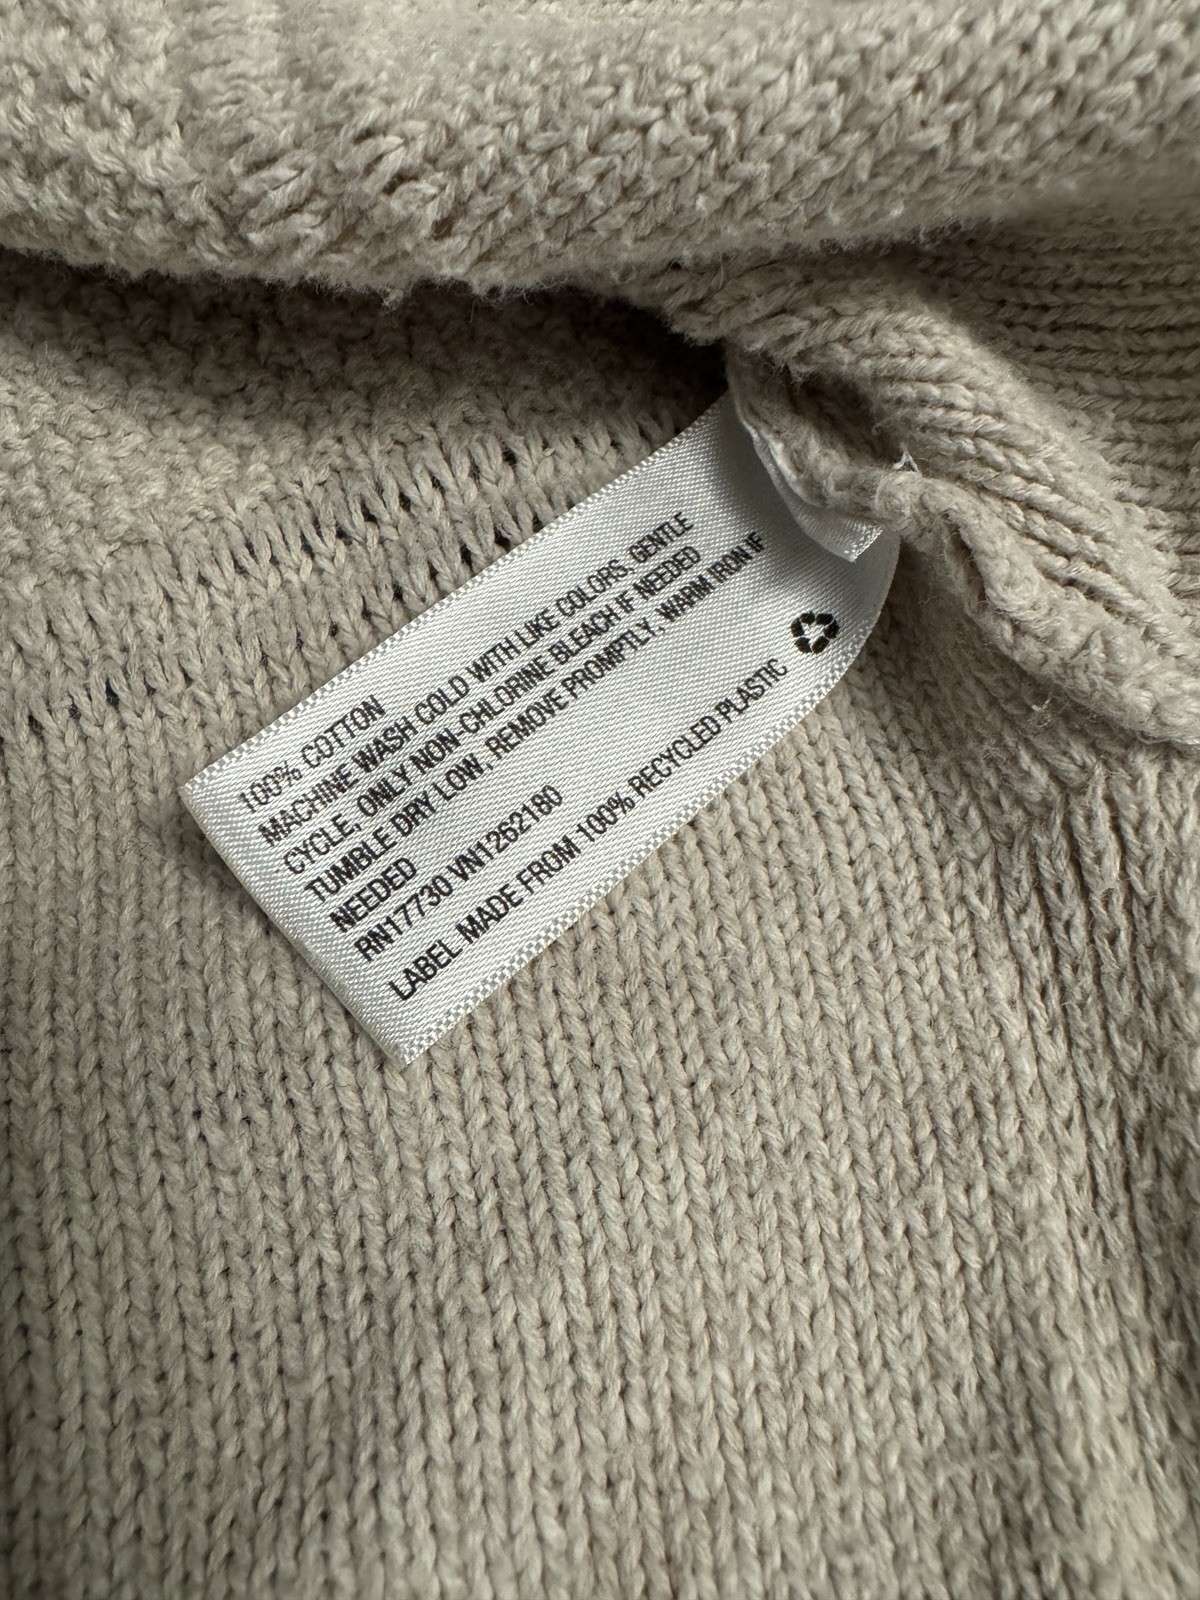 100% COTTON
MACHINE WASH COLD WITH LIKE COLORS, GENTLE
CYCLE, ONLY NON-CHLORINE BLEACH IF NEEDED
TUMBLE DRY LOW, REMOVE PROMPTLY, WARM IRON IF
NEEDED
RN17730 VN1262180
LABEL MADE FROM 100% RECYCLED PLASTIC